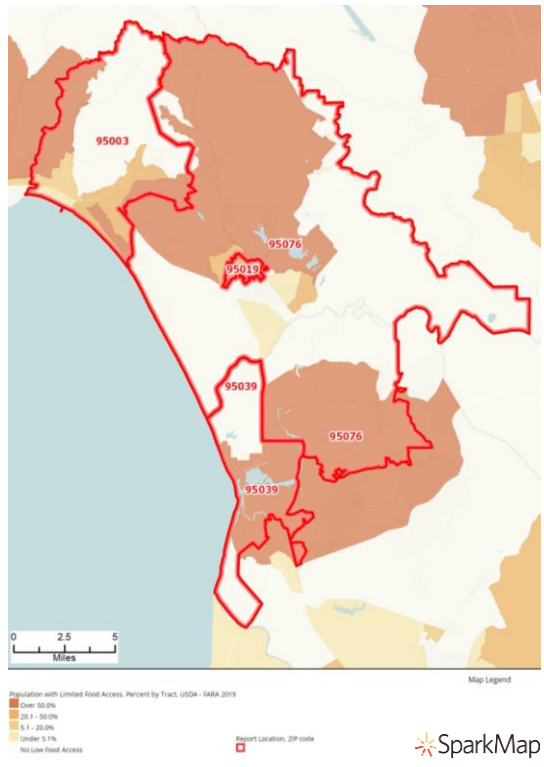 95003
95076
95019
95039
95076
95039
0 2.5 5
Miles
Map Legend
Population with Limited Food Access, Percent by Tract, USDA - FARA 2019
Over 50.0%
20.1 - 50.0%
5.1 - 20.0%
Under 5.1%
No Low Food Access
Report Location, ZIP code
SparkMap